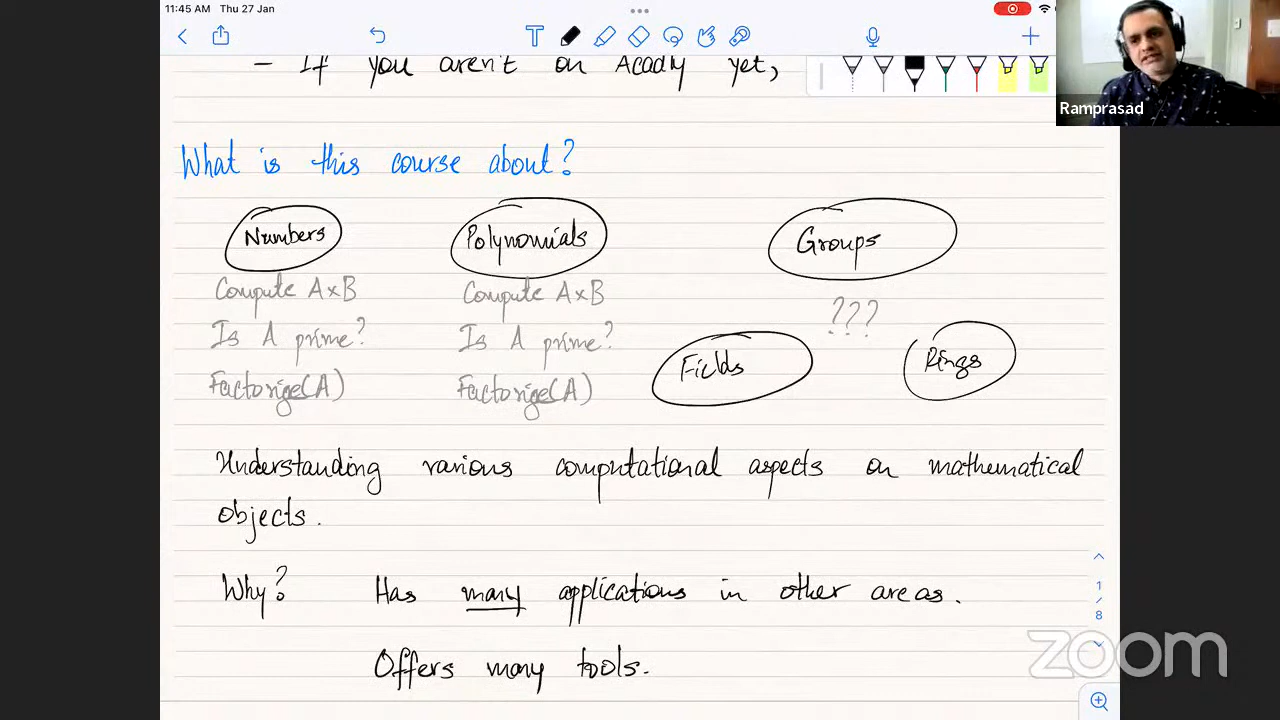 11:45 AM Thu 27 Jan
Ramprasad
- If you aren't on Acadly yet,
What is this course about?
Numbers Polynomials Groups
Compute A×B Compute A×B
???
Is A prime? Is A prime?
Fields Rings
Factorize(A) Factorize(A)
Understanding various computational aspects on mathematical
objects.
Why? Has many applications in other areas.
Offers many tools.
1
/
8
zoom